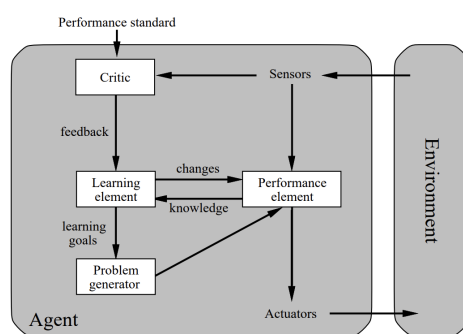 Performance standard
Critic
Sensors
feedback
changes
Learning
element
Performance
element
knowledge
learning
goals
Problem
generator
Agent
Actuators
Environment